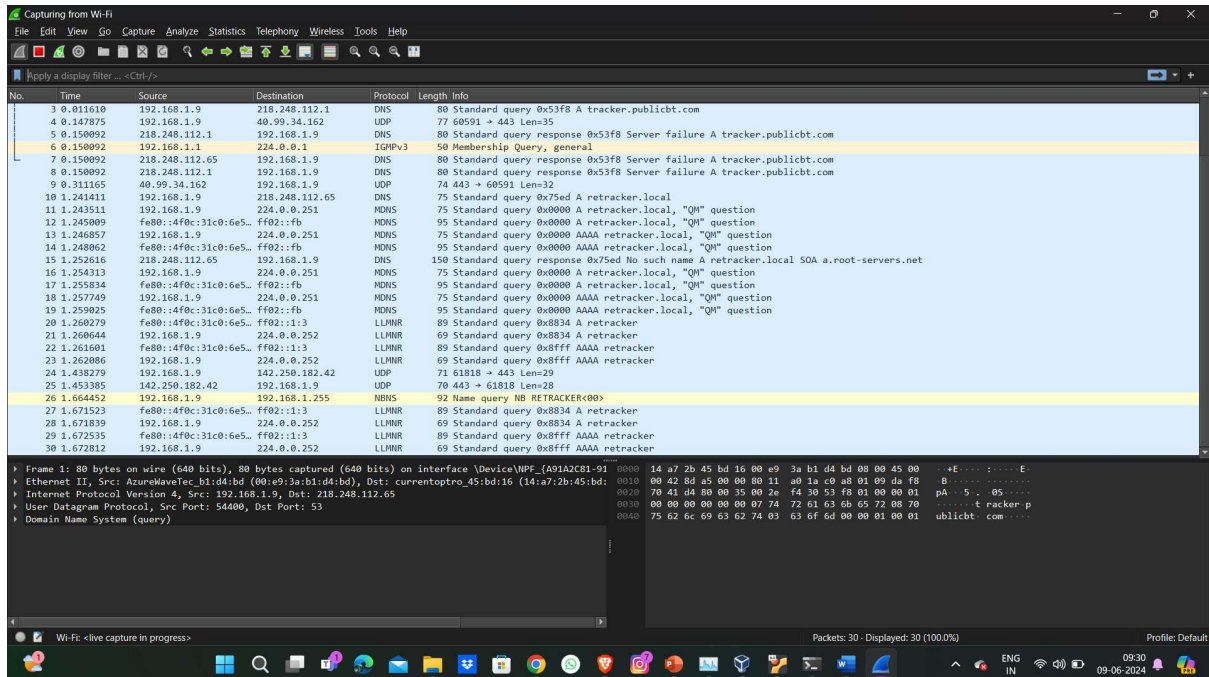 Capturing from Wi-Fi
File Edit View Go Capture Analyze Statistics Telephony Wireless Tools Help
Apply a display filter ... <Ctrl-/>
No. Time Source Destination Protocol Length Info
3 0.011610 192.168.1.9 218.248.112.1 DNS 80 Standard query 0x53f8 A tracker.publicbt.com
4 0.147875 192.168.1.9 40.99.34.162 UDP 77 60591 → 443 Len=35
5 0.150092 218.248.112.1 192.168.1.9 DNS 80 Standard query response 0x53f8 Server failure A tracker.publicbt.com
6 0.150092 192.168.1.1 224.0.0.1 IGMPv3 50 Membership Query, general
7 0.150092 218.248.112.65 192.168.1.9 DNS 80 Standard query response 0x53f8 Server failure A tracker.publicbt.com
8 0.150092 218.248.112.1 192.168.1.9 DNS 80 Standard query response 0x53f8 Server failure A tracker.publicbt.com
9 0.311165 40.99.34.162 192.168.1.9 UDP 74 443 → 60591 Len=32
10 1.241411 192.168.1.9 218.248.112.65 DNS 75 Standard query 0x75ed A retracker.local
11 1.243511 192.168.1.9 224.0.0.251 MDNS 75 Standard query 0x0000 A retracker.local, "QM" question
12 1.245009 fe80::4f0c:31c0:6e5… ff02::fb MDNS 95 Standard query 0x0000 A retracker.local, "QM" question
13 1.246857 192.168.1.9 224.0.0.251 MDNS 75 Standard query 0x0000 AAAA retracker.local, "QM" question
14 1.248062 fe80::4f0c:31c0:6e5… ff02::fb MDNS 95 Standard query 0x0000 AAAA retracker.local, "QM" question
15 1.252616 218.248.112.65 192.168.1.9 DNS 150 Standard query response 0x75ed No such name A retracker.local SOA a.root-servers.net
16 1.254313 192.168.1.9 224.0.0.251 MDNS 75 Standard query 0x0000 A retracker.local, "QM" question
17 1.255834 fe80::4f0c:31c0:6e5… ff02::fb MDNS 95 Standard query 0x0000 A retracker.local, "QM" question
18 1.257749 192.168.1.9 224.0.0.251 MDNS 75 Standard query 0x0000 AAAA retracker.local, "QM" question
19 1.259025 fe80::4f0c:31c0:6e5… ff02::fb MDNS 95 Standard query 0x0000 AAAA retracker.local, "QM" question
20 1.260279 fe80::4f0c:31c0:6e5… ff02::1:3 LLMNR 89 Standard query 0x8834 A retracker
21 1.260644 192.168.1.9 224.0.0.252 LLMNR 69 Standard query 0x8834 A retracker
22 1.261601 fe80::4f0c:31c0:6e5… ff02::1:3 LLMNR 89 Standard query 0x8fff AAAA retracker
23 1.262086 192.168.1.9 224.0.0.252 LLMNR 69 Standard query 0x8fff AAAA retracker
24 1.438279 192.168.1.9 142.250.182.42 UDP 71 61818 → 443 Len=29
25 1.453385 142.250.182.42 192.168.1.9 UDP 70 443 → 61818 Len=28
26 1.664452 192.168.1.9 192.168.1.255 NBNS 92 Name query NB RETRACKER<00>
27 1.671523 fe80::4f0c:31c0:6e5… ff02::1:3 LLMNR 89 Standard query 0x8834 A retracker
28 1.671839 192.168.1.9 224.0.0.252 LLMNR 69 Standard query 0x8834 A retracker
29 1.672535 fe80::4f0c:31c0:6e5… ff02::1:3 LLMNR 89 Standard query 0x8fff AAAA retracker
30 1.672812 192.168.1.9 224.0.0.252 LLMNR 69 Standard query 0x8fff AAAA retracker
Frame 1: 80 bytes on wire (640 bits), 80 bytes captured (640 bits) on interface \Device\NPF_{A91A2C81-91
Ethernet II, Src: AzureWaveTec_b1:d4:bd (00:e9:3a:b1:d4:bd), Dst: currentoptro_45:bd:16 (14:a7:2b:45:bd:
Internet Protocol Version 4, Src: 192.168.1.9, Dst: 218.248.112.65
User Datagram Protocol, Src Port: 54400, Dst Port: 53
Domain Name System (query)
0000 14 a7 2b 45 bd 16 00 e9 3a b1 d4 bd 08 00 45 00 ··+E···· :·····E·
0010 00 42 8d a5 00 00 80 11 a0 1a c0 a8 01 09 da f8 ·B······ ········
0020 70 41 d4 80 00 35 00 2e f4 30 53 f8 01 00 00 01 pA···5·. ·0S·····
0030 00 00 00 00 00 00 07 74 72 61 63 6b 65 72 08 70 ·······t racker·p
0040 75 62 6c 69 63 62 74 03 63 6f 6d 00 00 01 00 01 ublicbt· com·····
Wi-Fi: <live capture in progress>
Packets: 30 · Displayed: 30 (100.0%)
Profile: Default
ENG
IN
09:30
09-06-2024